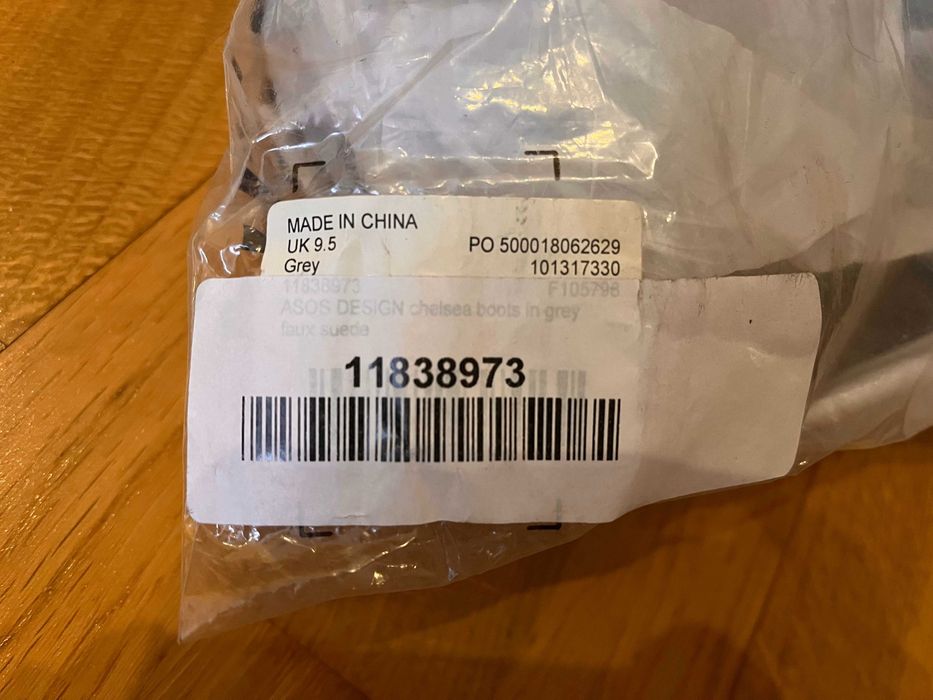 MADE IN CHINA
UK 9.5 PO 500018062629
Grey 101317330
11838973 F105798
ASOS DESIGN chelsea boots in grey
faux suede
11838973